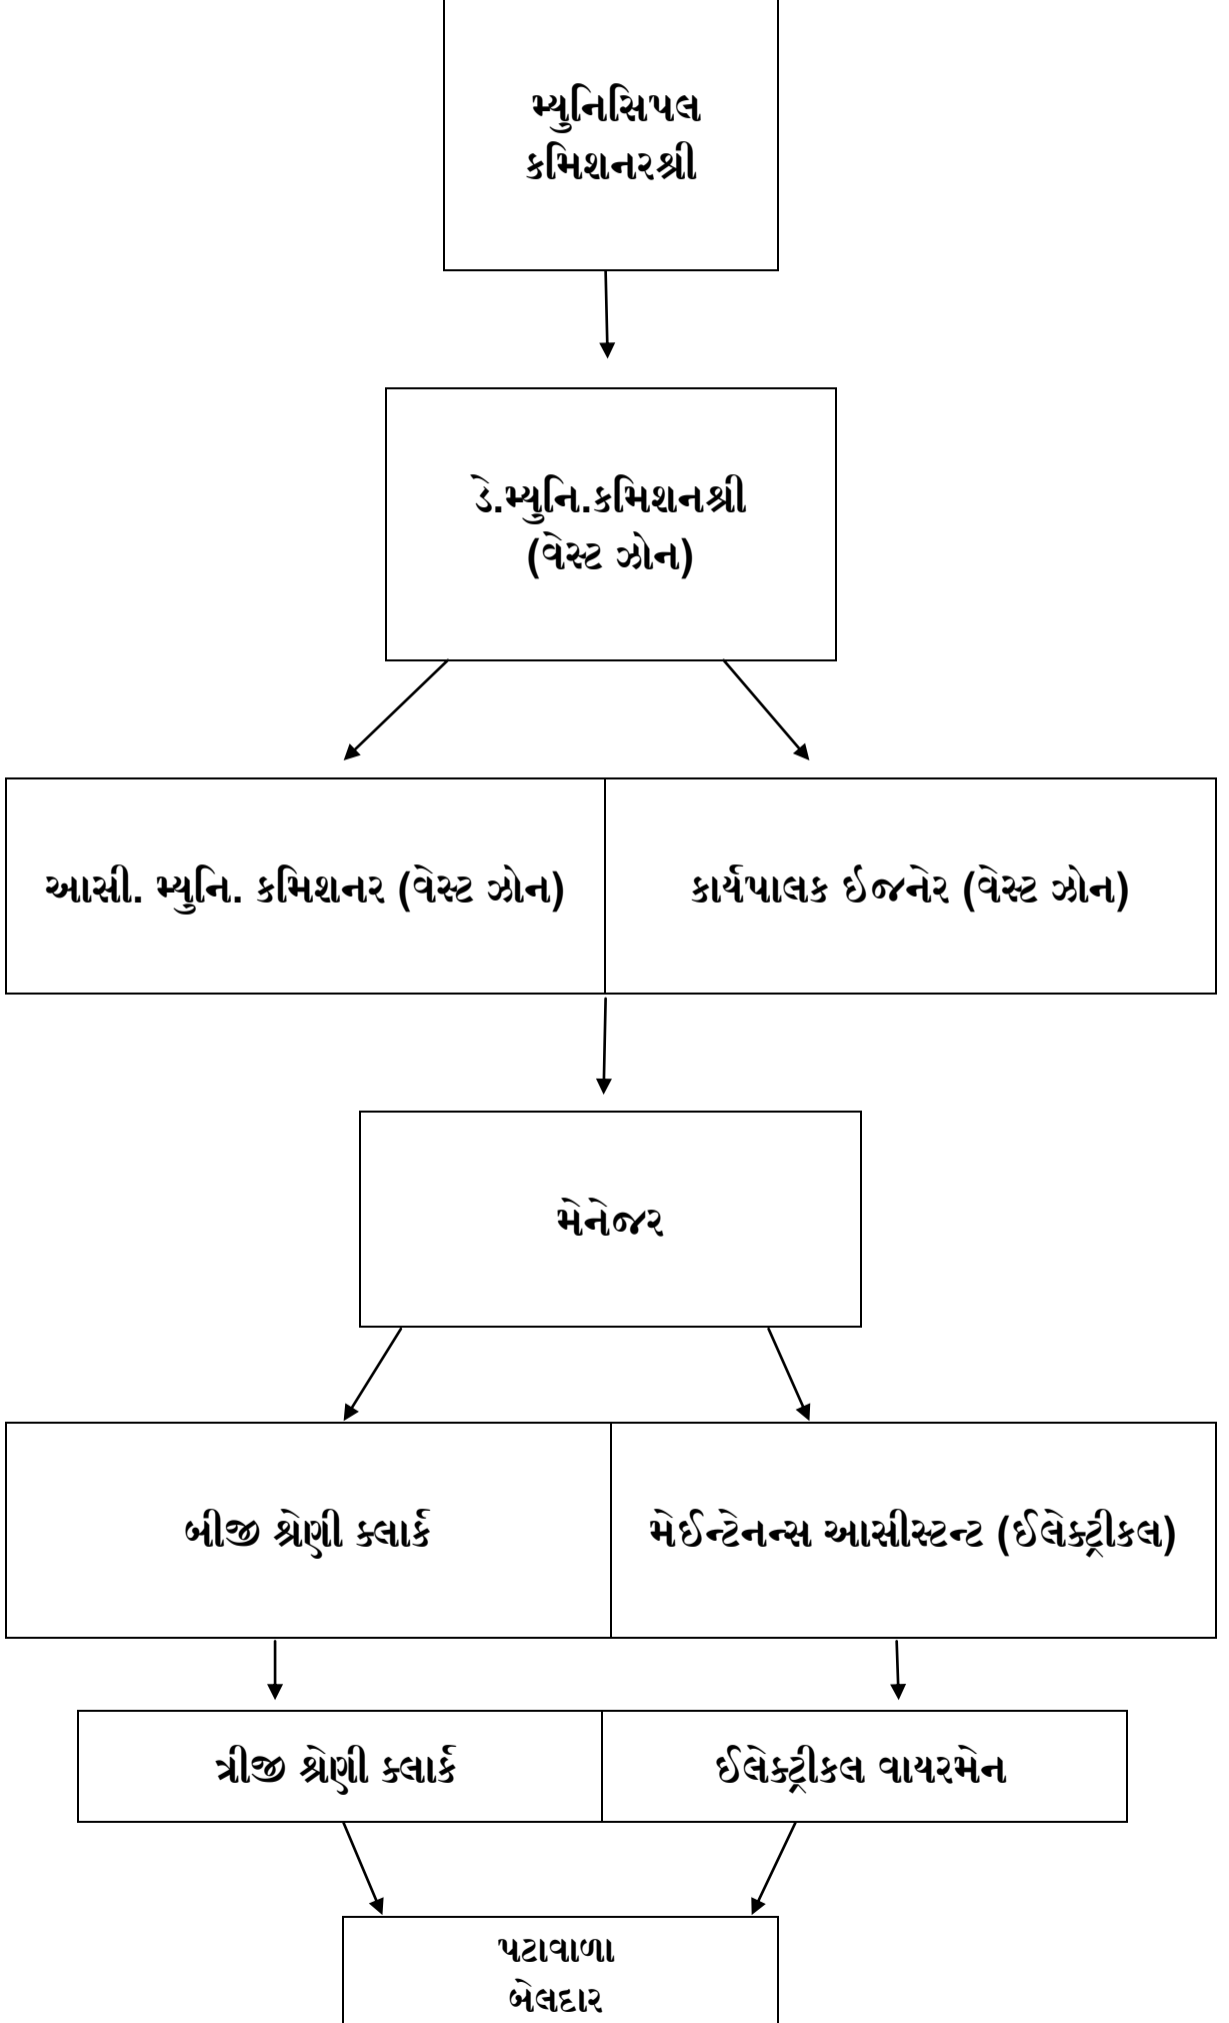 મ્યુનિસિપલ
કમિશનરશ્રી
ડે.મ્યુનિ.કમિશનશ્રી
(વેસ્ટ ઝોન)
આસી. મ્યુનિ. કમિશનર (વેસ્ટ ઝોન)
કાર્યપાલક ઇજનેર (વેસ્ટ ઝોન)
મેનેજર
બીજી શ્રેણી ક્લાર્ક
મેઈન્ટેનન્સ આસીસ્ટન્ટ (ઈલેક્ટ્રીકલ)
ત્રીજી શ્રેણી ક્લાર્ક
ઈલેક્ટ્રીકલ વાયરમેન
પટાવાળા
બેલદાર